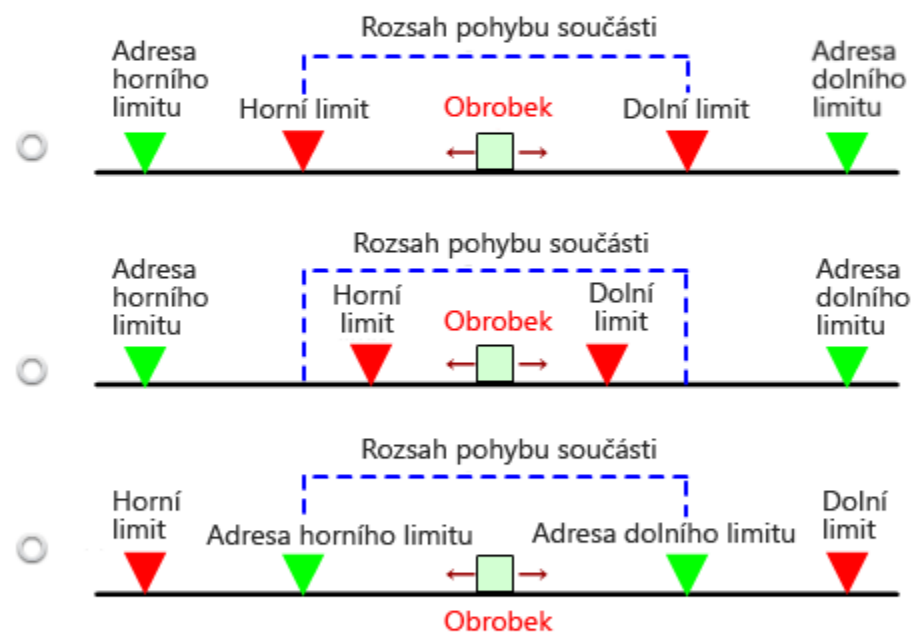 Rozsah pohybu součásti
Adresa
horního
limitu
Horní limit
Obrobek
Dolní limit
Adresa
dolního
limitu
Rozsah pohybu součásti
Adresa
horního
limitu
Horní
limit
Obrobek
Dolní
limit
Adresa
dolního
limitu
Rozsah pohybu součásti
Horní
limit
Adresa horního limitu
Adresa dolního limitu
Dolní
limit
Obrobek